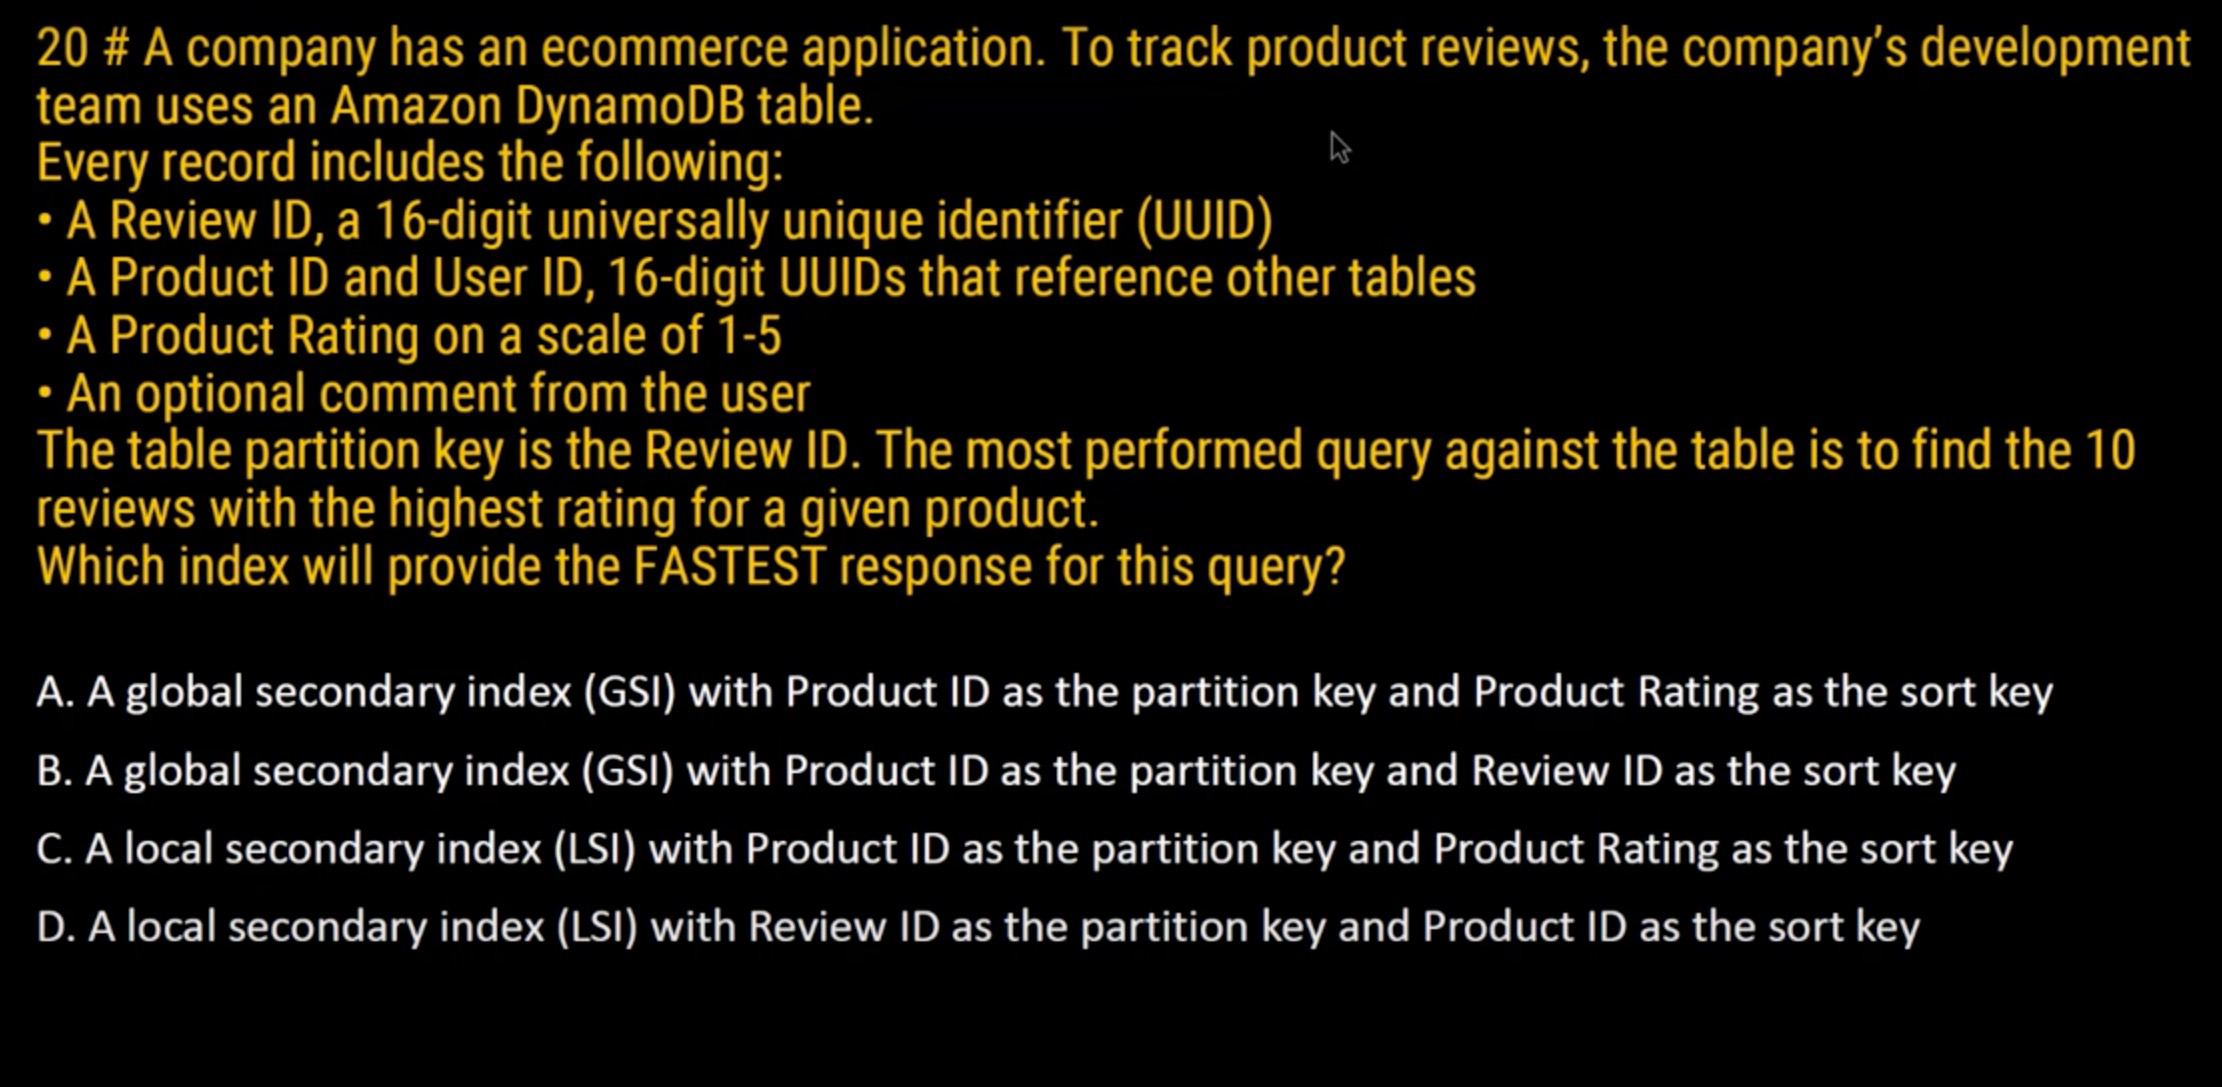 20 # A company has an ecommerce application. To track product reviews, the company’s development
team uses an Amazon DynamoDB table.
Every record includes the following:
• A Review ID, a 16-digit universally unique identifier (UUID)
• A Product ID and User ID, 16-digit UUIDs that reference other tables
• A Product Rating on a scale of 1-5
• An optional comment from the user
The table partition key is the Review ID. The most performed query against the table is to find the 10
reviews with the highest rating for a given product.
Which index will provide the FASTEST response for this query?
A. A global secondary index (GSI) with Product ID as the partition key and Product Rating as the sort key
B. A global secondary index (GSI) with Product ID as the partition key and Review ID as the sort key
C. A local secondary index (LSI) with Product ID as the partition key and Product Rating as the sort key
D. A local secondary index (LSI) with Review ID as the partition key and Product ID as the sort key